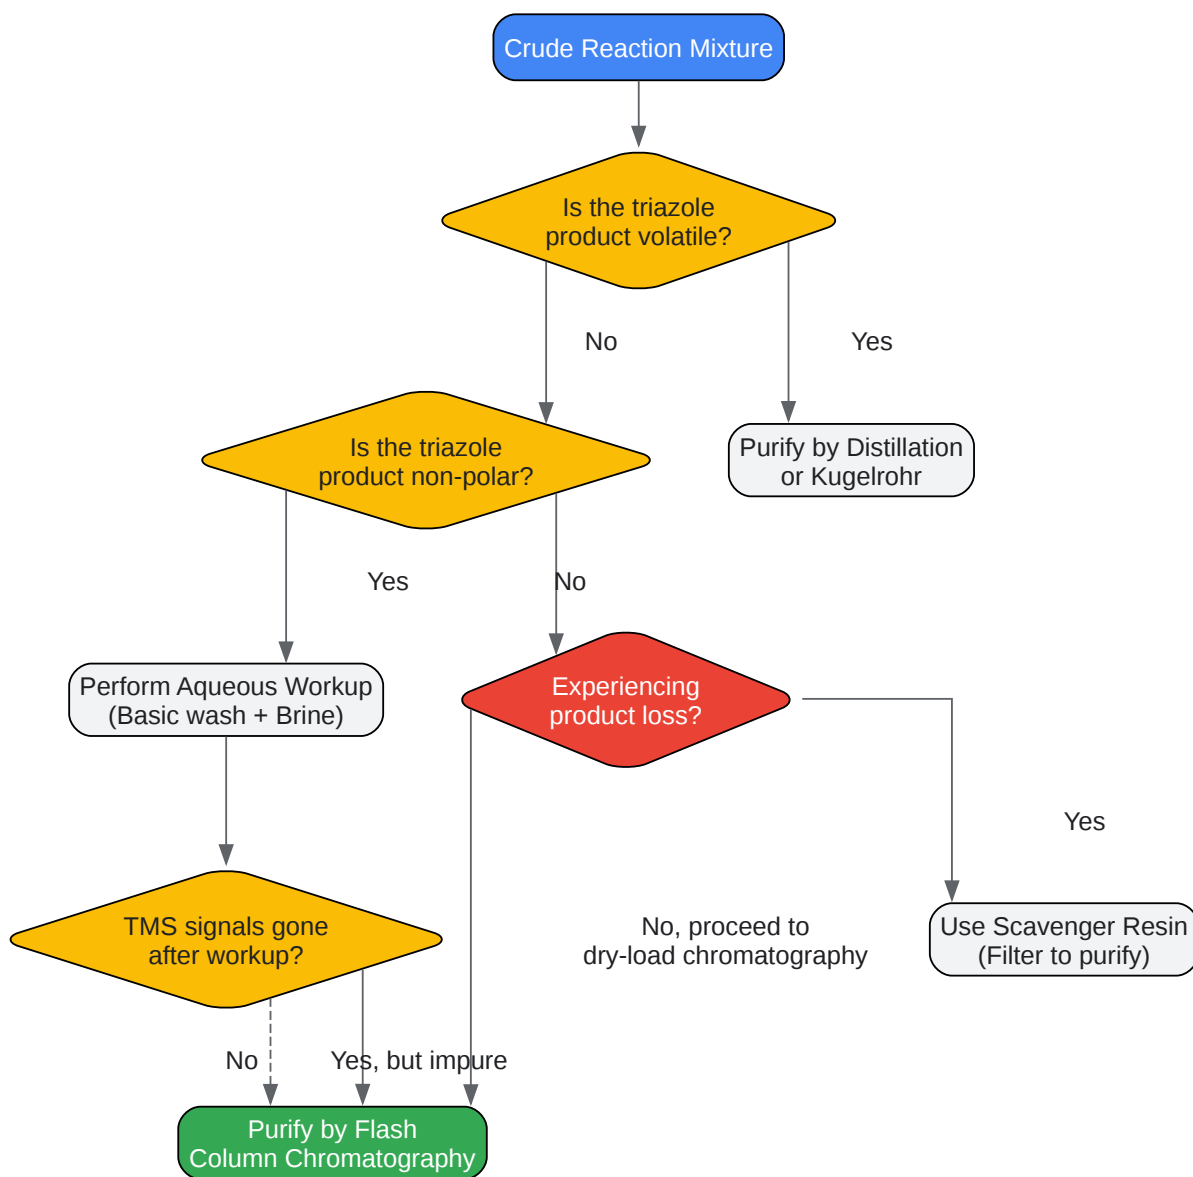 Crude Reaction Mixture
Is the triazole
product volatile?
No
Yes
Is the triazole
product non-polar?
Purify by Distillation
or Kugelrohr
Yes
No
Perform Aqueous Workup
(Basic wash + Brine)
Experiencing
product loss?
Yes
TMS signals gone
after workup?
No, proceed to
dry-load chromatography
Use Scavenger Resin
(Filter to purify)
No
Yes, but impure
Purify by Flash
Column Chromatography